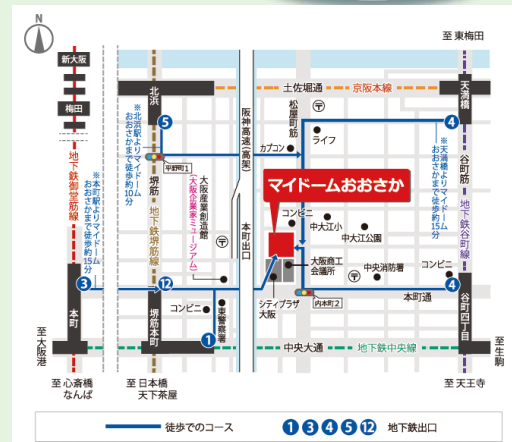 N
至 東梅田
新大阪
梅田
地下鉄御堂筋線
※本町駅よりマイドーム
おおさかまで徒歩約15分
3
本町
至 大阪港
至 心斎橋
なんば
北浜
※北浜駅よりマイドーム
おおさかまで徒歩約10分
5
平野町1
堺筋
地下鉄堺筋線
大阪産業創造館
(大阪企業家ミュージアム)
12
コンビニ
東警察署
堺筋本町
1
至 日本橋
天下茶屋
阪神高速(高架)
本町出口
土佐堀通
京阪本線
松屋町筋
カプコン
ライフ
マイドームおおさか
コンビニ
中大江小
中大江公園
大阪商工
会議所
中央消防署
シティプラザ
大阪
内本町2
本町通
中央大通
地下鉄中央線
天満橋
4
※天満橋よりマイドーム
おおさかまで徒歩約15分
谷町筋
地下鉄谷町線
コンビニ
4
谷町四丁目
至 生駒
至 天王寺
徒歩でのコース
1 3 4 5 12 地下鉄出口